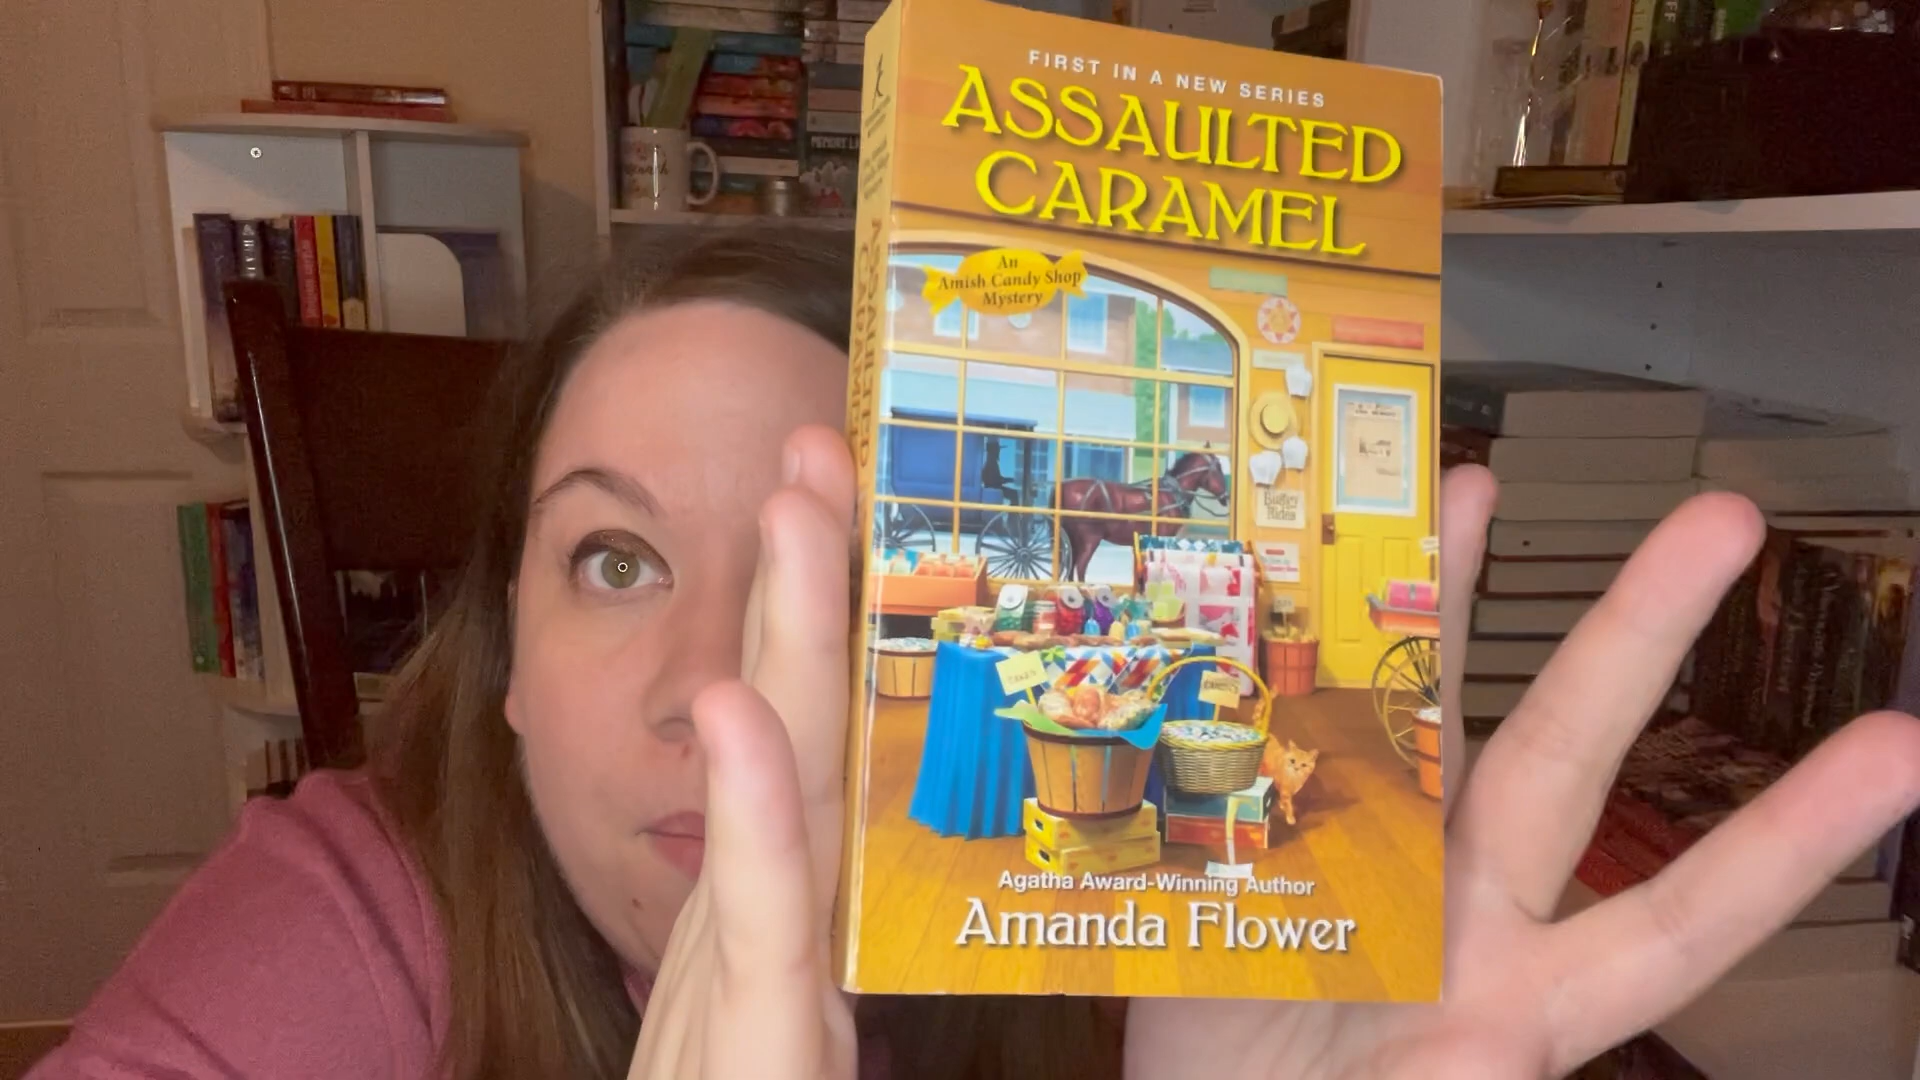 FIRST IN A NEW SERIES
ASSAULTED
CARAMEL
An
Amish Candy Shop
Mystery
Buggy
Rides
Agatha Award-Winning Author
Amanda Flower